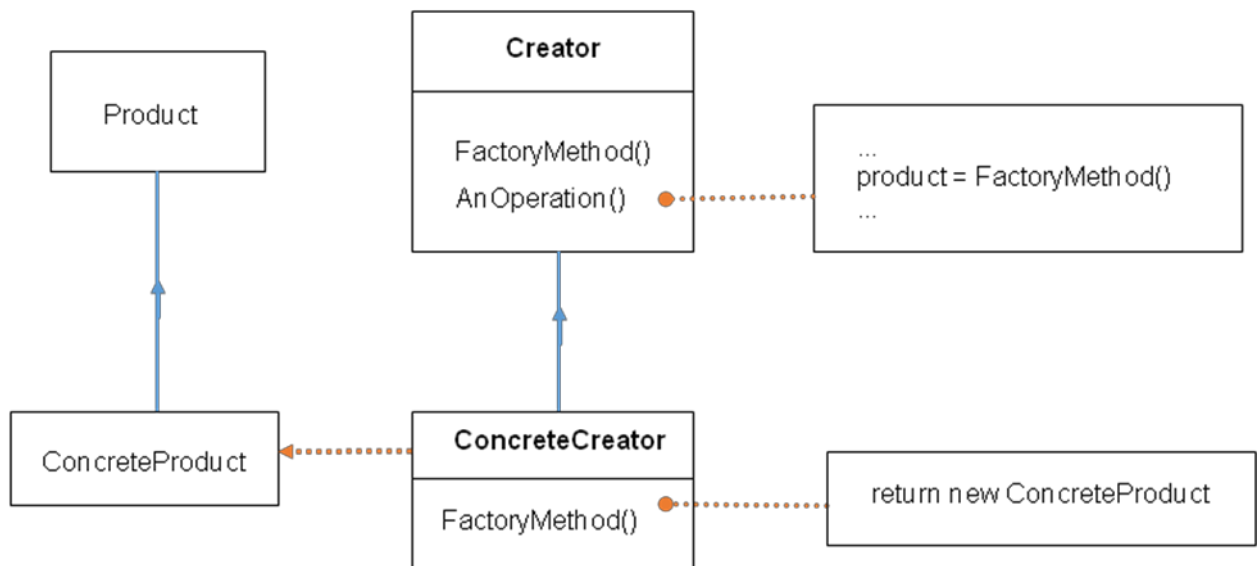 Creator
Product
FactoryMethod()
AnOperation()
...
product = FactoryMethod()
...
ConcreteProduct
ConcreteCreator
FactoryMethod()
return new ConcreteProduct